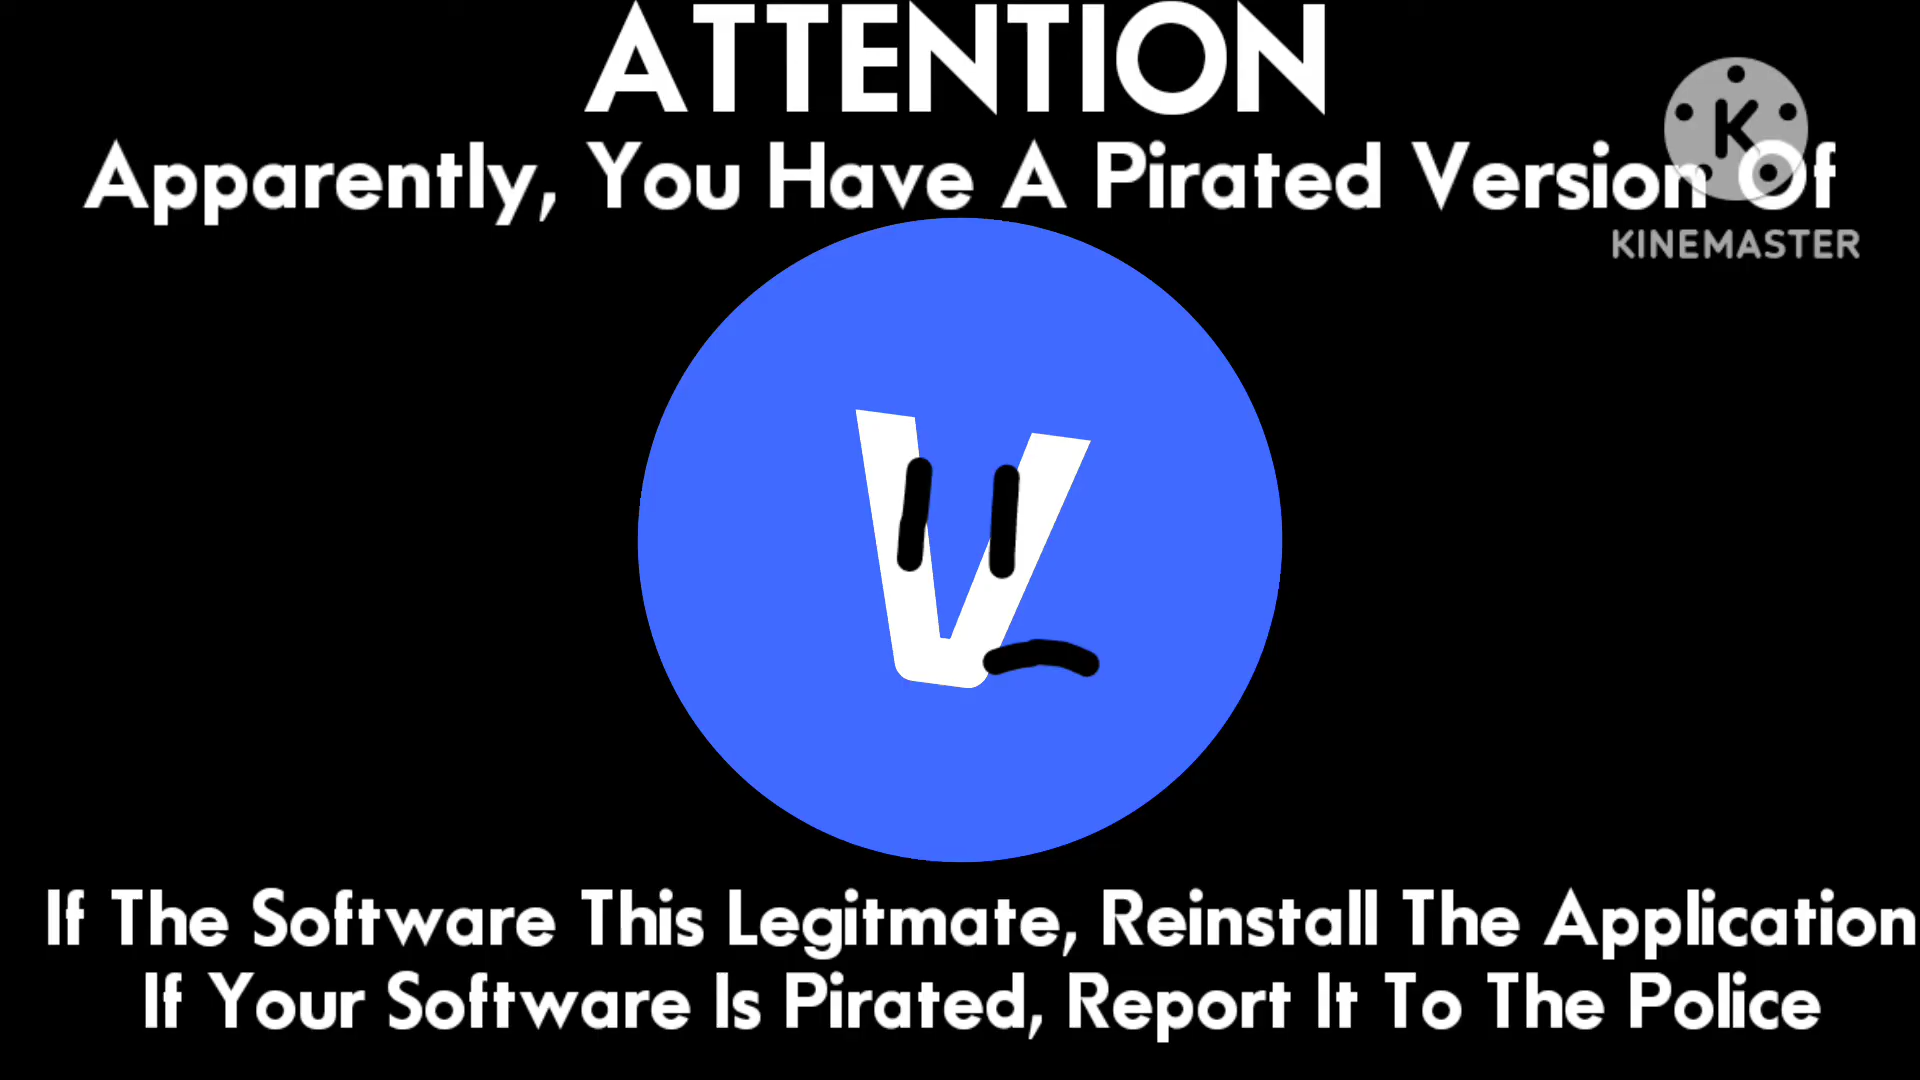 ATTENTION
Apparently, You Have A Pirated Version Of
K
KINEMASTER
V
If The Software This Legitmate, Reinstall The Application
If Your Software Is Pirated, Report It To The Police